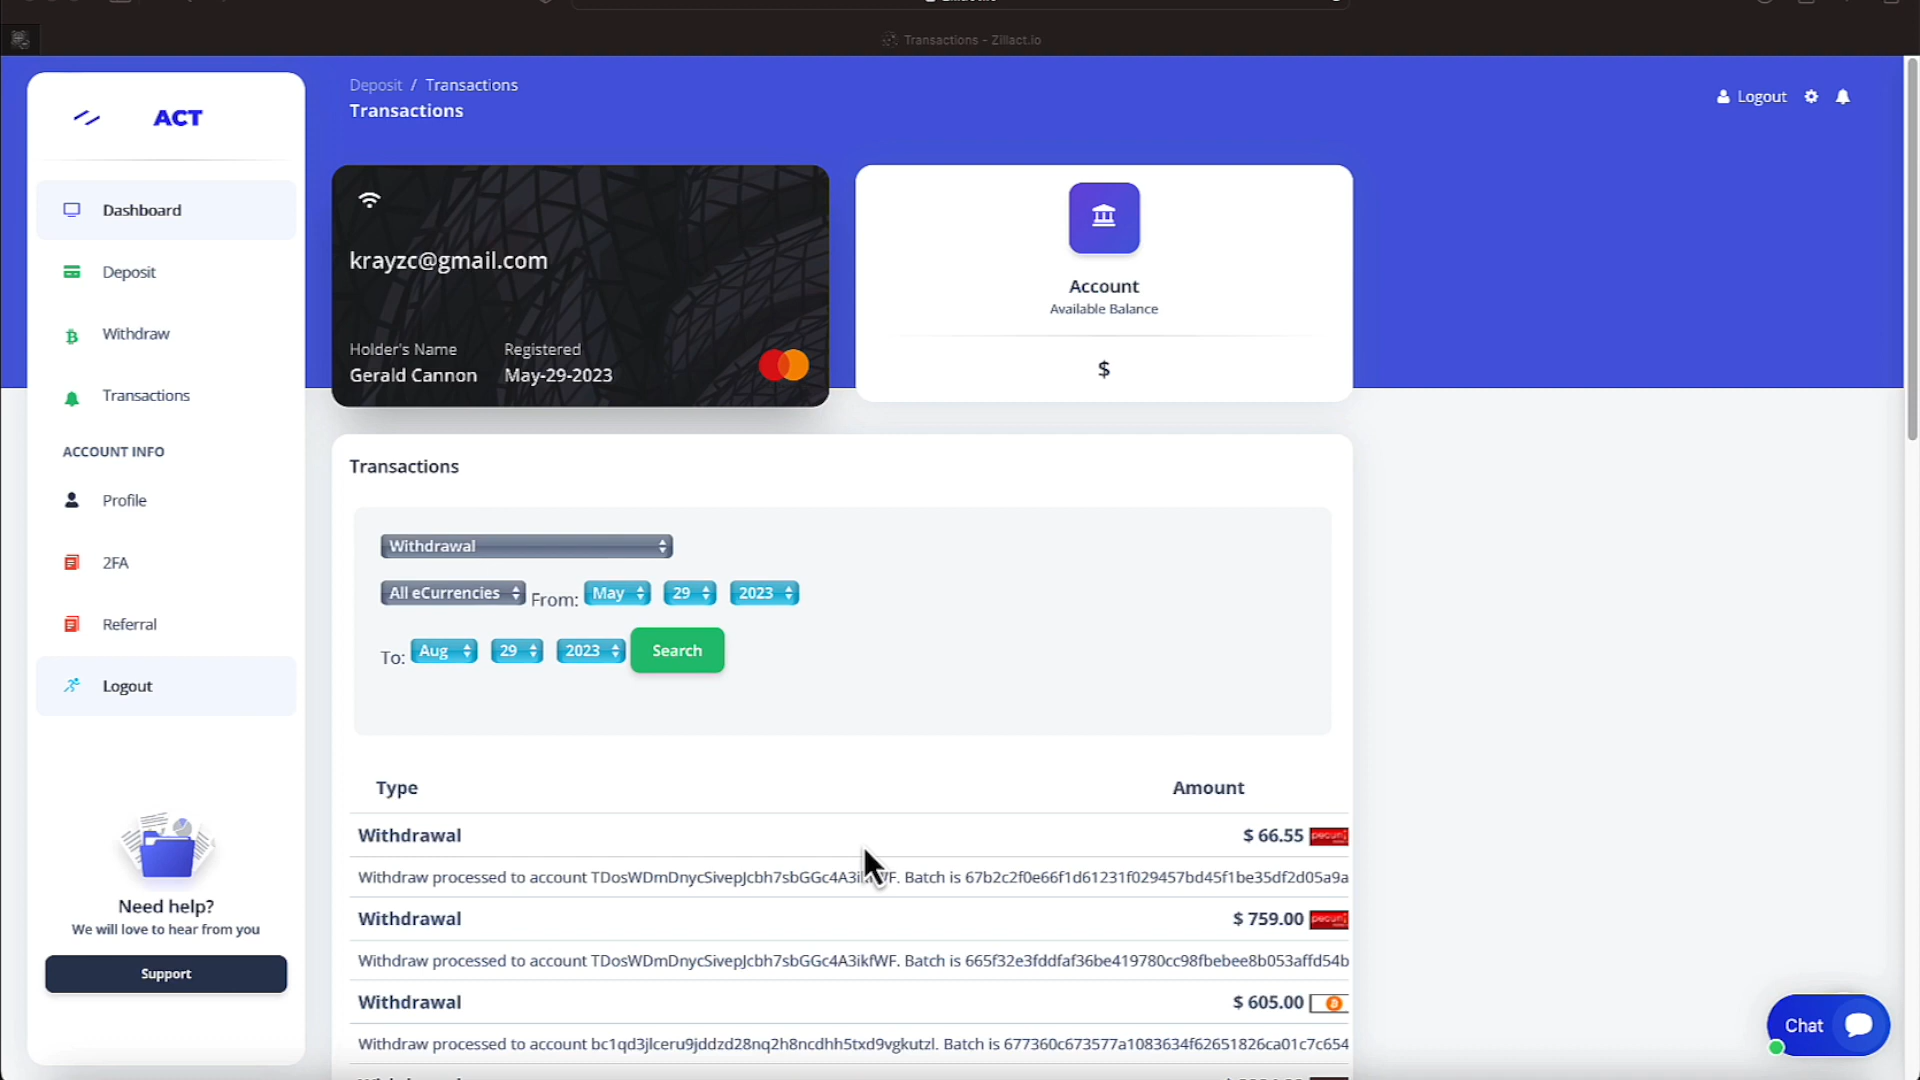 Transactions - Zillact.io
ACT
Deposit / Transactions
Transactions
Logout
Dashboard
Deposit
Withdraw
Transactions
ACCOUNT INFO
Profile
2FA
Referral
Logout
Need help?
We will love to hear from you
Support
krayzc@gmail.com
Holder's Name Registered
Gerald Cannon May-29-2023
Account
Available Balance
$
Transactions
Withdrawal
All eCurrencies From: May 29 2023
To: Aug 29 2023 Search
Type Amount
Withdrawal $ 66.55
Withdraw processed to account Batch is 67b2c2f0e66f1d61231f029457bd45f1be35df2d05a9a
Withdrawal $ 759.00
Withdraw processed to account TDosWDmDnycSivepJcbh7sbGGc4A3ikfWF. Batch is 665f32e3fddfaf36be419780cc98fbebee8b053affd54b
Withdrawal $ 605.00
Withdraw processed to account bc1qd3jlceru9jddzd28nq2h8ncdhh5txd9vgkutzl. Batch is 677360c673577a1083634f62651826ca01c7c654
Chat